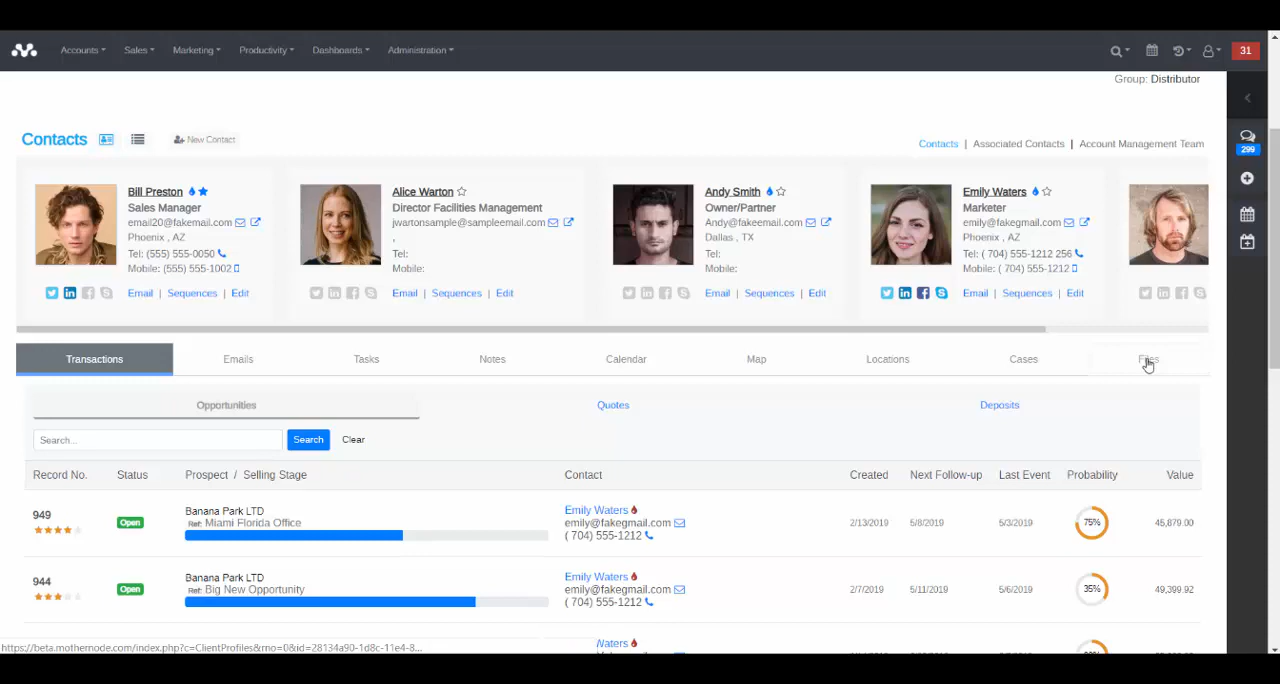 Accounts Sales Marketing Productivity Dashboards Administration 31
Group: Distributor
Contacts New Contact Contacts | Associated Contacts | Account Management Team
299
Bill Preston
Sales Manager
email20@fakemail.com
Phoenix , AZ
Tel: (555) 555-0050
Mobile: (555) 555-1002
Email | Sequences | Edit
Alice Warton
Director Facilities Management
jwartonsample@sampleemail.com
,
Tel:
Mobile:
Email | Sequences | Edit
Andy Smith
Owner/Partner
Andy@fakeemail.com
Dallas , TX
Tel:
Mobile:
Email | Sequences | Edit
Emily Waters
Marketer
emily@fakegmail.com
Phoenix , AZ
Tel: ( 704) 555-1212 256
Mobile: ( 704) 555-1212
Email | Sequences | Edit
Transactions Emails Tasks Notes Calendar Map Locations Cases Files
Opportunities Quotes Deposits
Search... Search Clear
Record No. Status Prospect / Selling Stage Contact Created Next Follow-up Last Event Probability Value
949 Open Banana Park LTD
Ref: Miami Florida Office
Emily Waters
emily@fakegmail.com
( 704) 555-1212
2/13/2019 5/8/2019 5/3/2019 75% 45,879.00
944 Open Banana Park LTD
Ref: Big New Opportunity
Emily Waters
emily@fakegmail.com
( 704) 555-1212
2/7/2019 5/11/2019 5/6/2019 35% 49,399.92
Waters
https://beta.mothernode.com/index.php?c=ClientProfiles&mo=0&id=28134a90-1d8c-11e4-8...